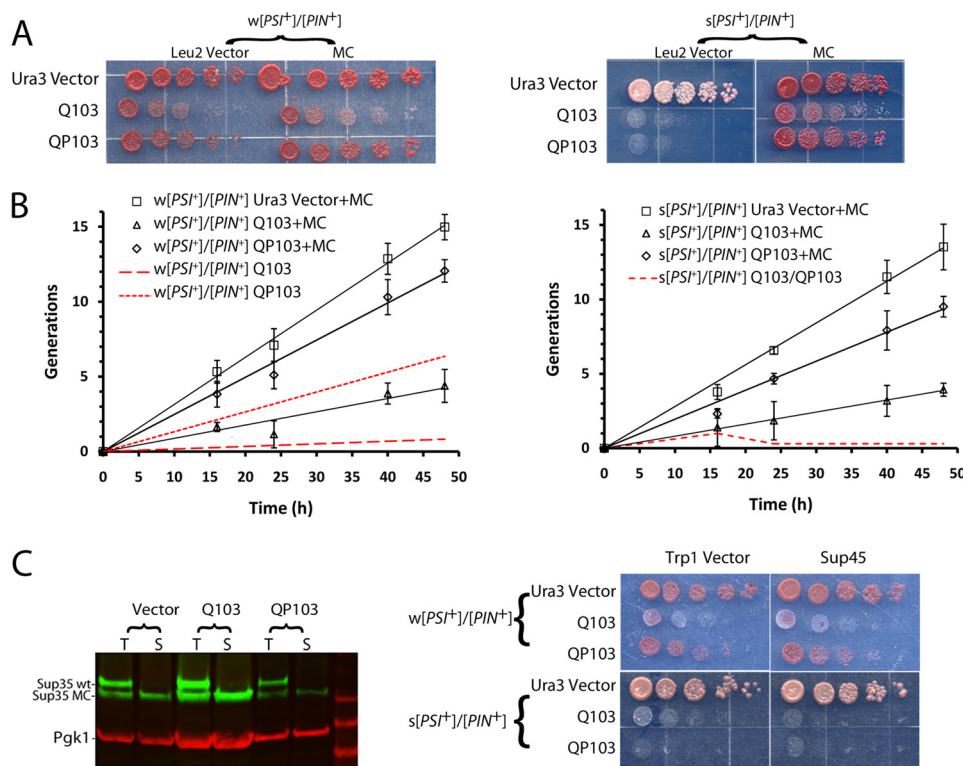 A
w[PSI+]/[PIN+]
Leu2 Vector MC
Ura3 Vector
Q103
QP103
s[PSI+]/[PIN+]
Leu2 Vector MC
Ura3 Vector
Q103
QP103
B
w[PSI+]/[PIN+] Ura3 Vector+MC
w[PSI+]/[PIN+] Q103+MC
w[PSI+]/[PIN+] QP103+MC
w[PSI+]/[PIN+] Q103
w[PSI+]/[PIN+] QP103
Generations
15
10
5
0
0 5 10 15 20 25 30 35 40 45 50
Time (h)
s[PSI+]/[PIN+] Ura3 Vector+MC
s[PSI+]/[PIN+] Q103+MC
s[PSI+]/[PIN+] QP103+MC
s[PSI+]/[PIN+] Q103/QP103
Generations
15
10
5
0
0 5 10 15 20 25 30 35 40 45 50
Time (h)
C
Vector Q103 QP103
T S T S T S
Sup35 wt-
Sup35 MC-
Pgk1-
Trp1 Vector Sup45
w[PSI+]/[PIN+]
Ura3 Vector
Q103
QP103
s[PSI+]/[PIN+]
Ura3 Vector
Q103
QP103